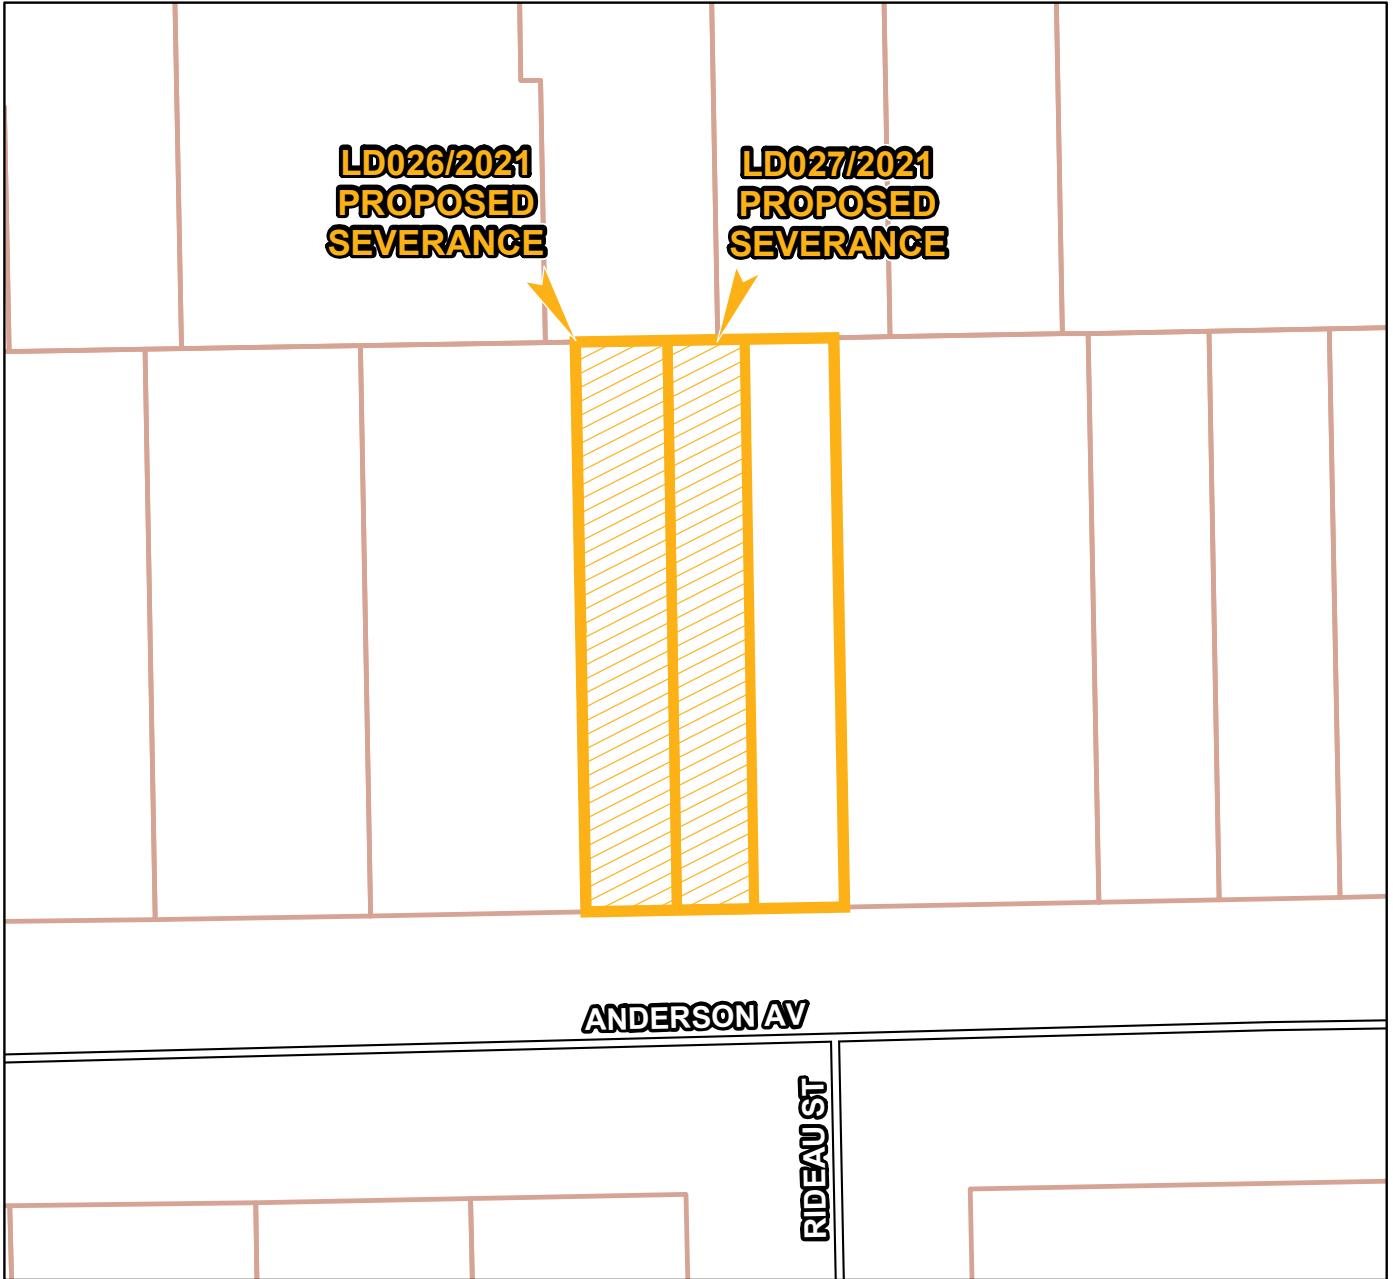 LD026/2021
PROPOSED
SEVERANCE
LD027/2021
PROPOSED
SEVERANCE
ANDERSON AV
RIDEAU ST